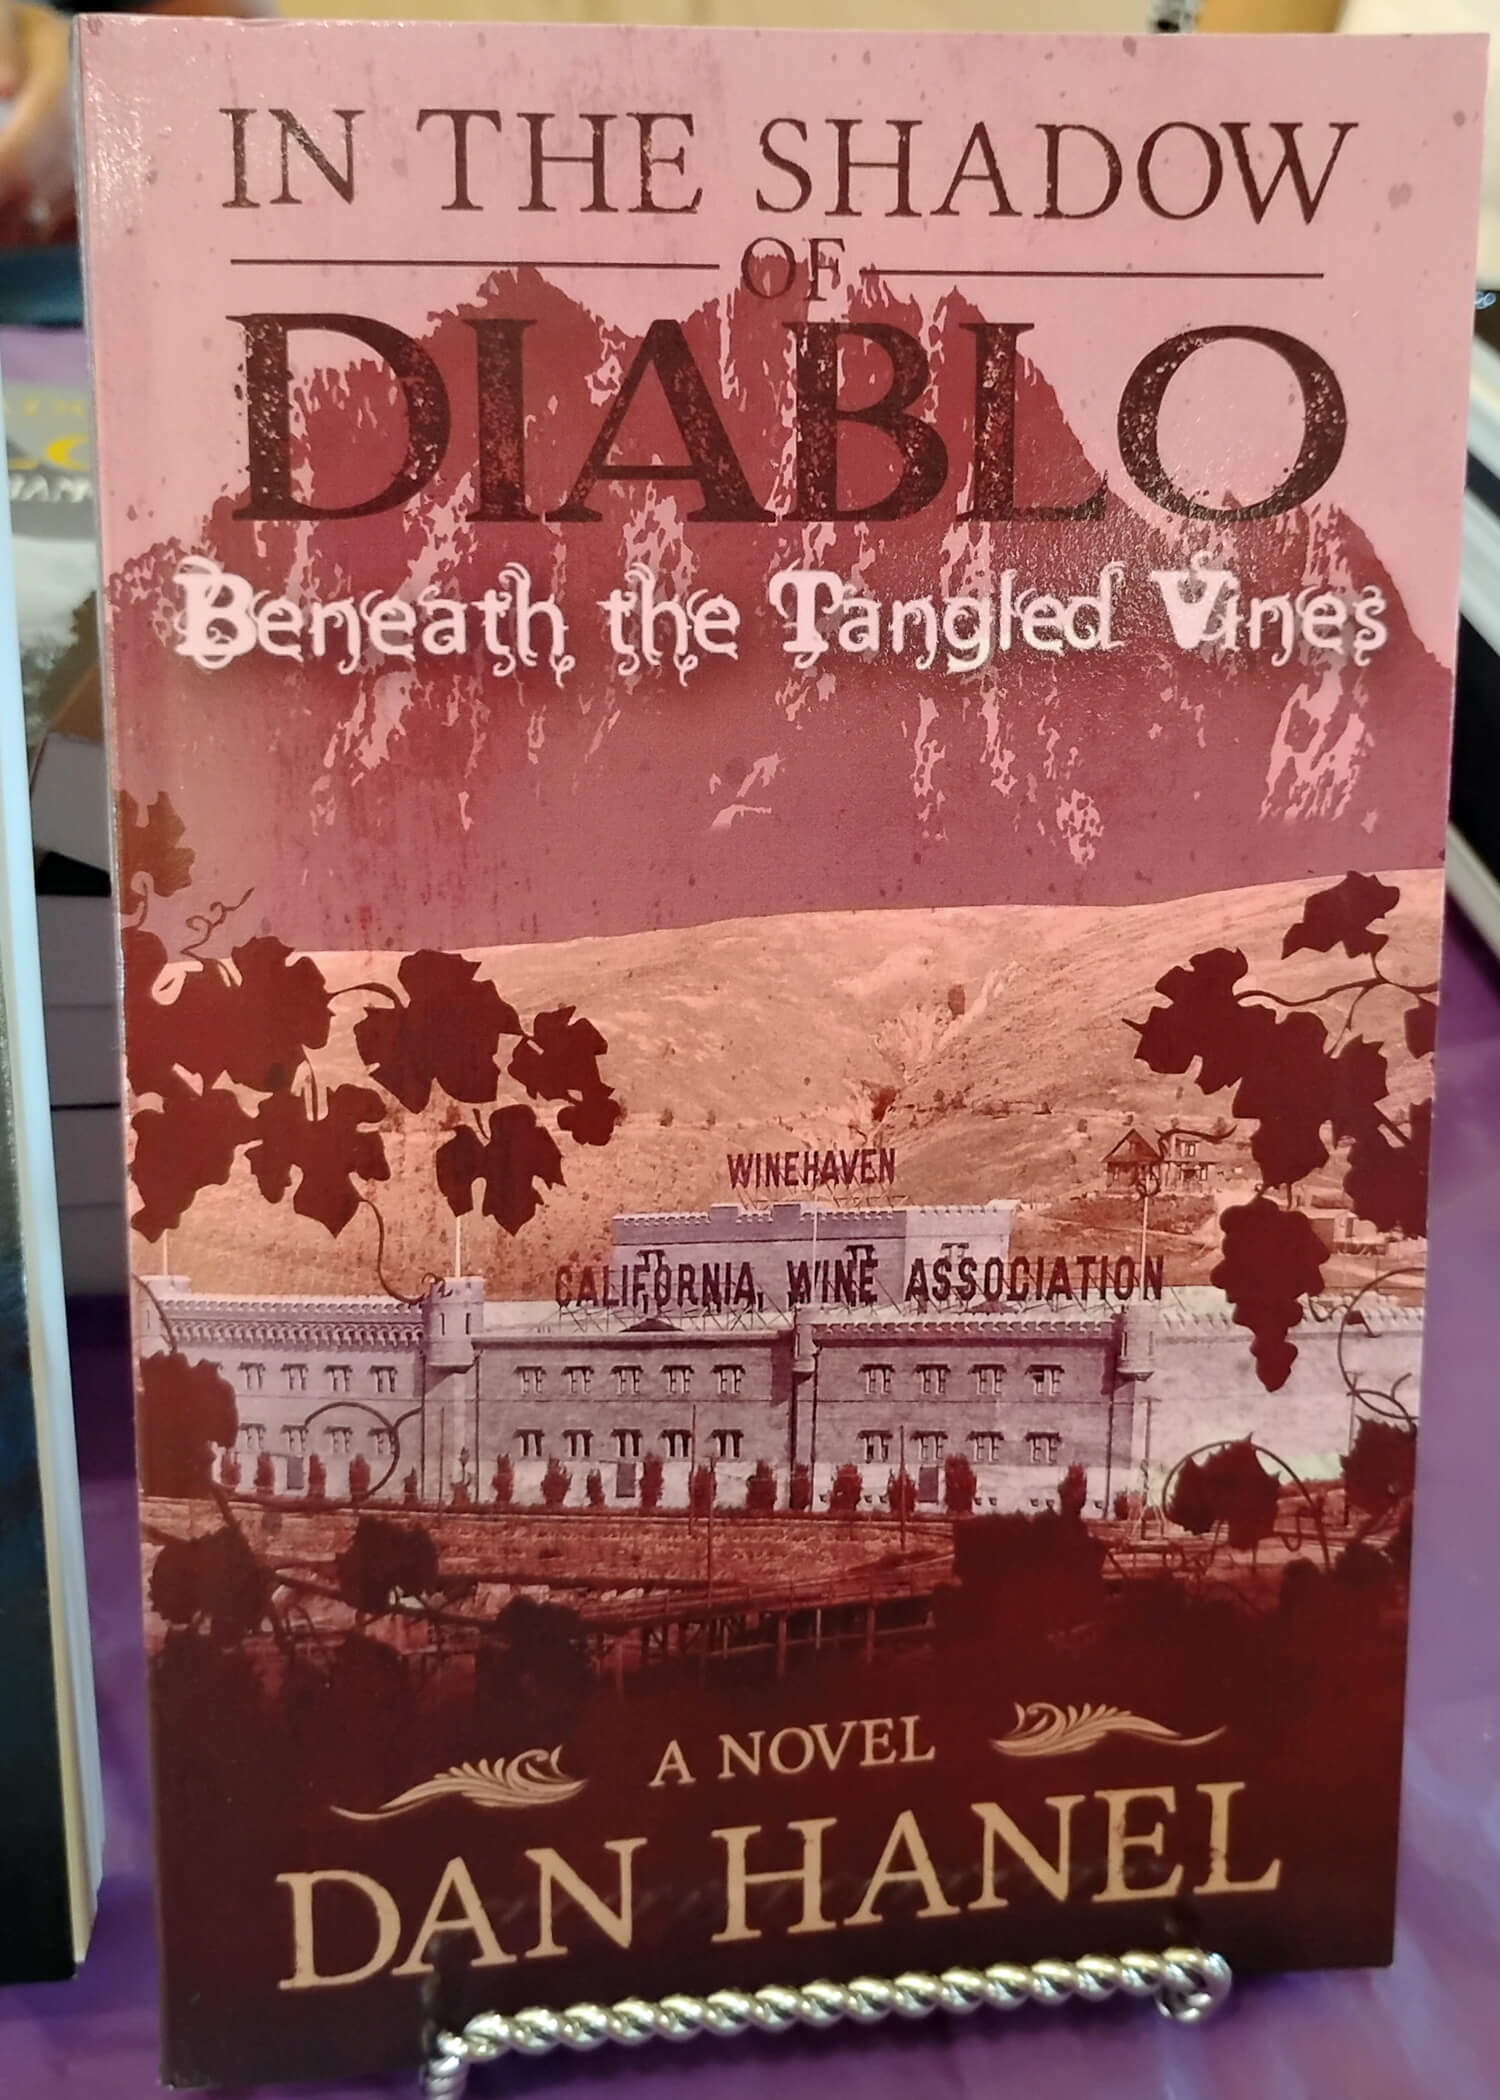 IN THE SHADOW
OF
DIABLO
Beneath the Tangled Vines
WINEHAVEN
CALIFORNIA WINE ASSOCIATION
A NOVEL
DAN HANEL